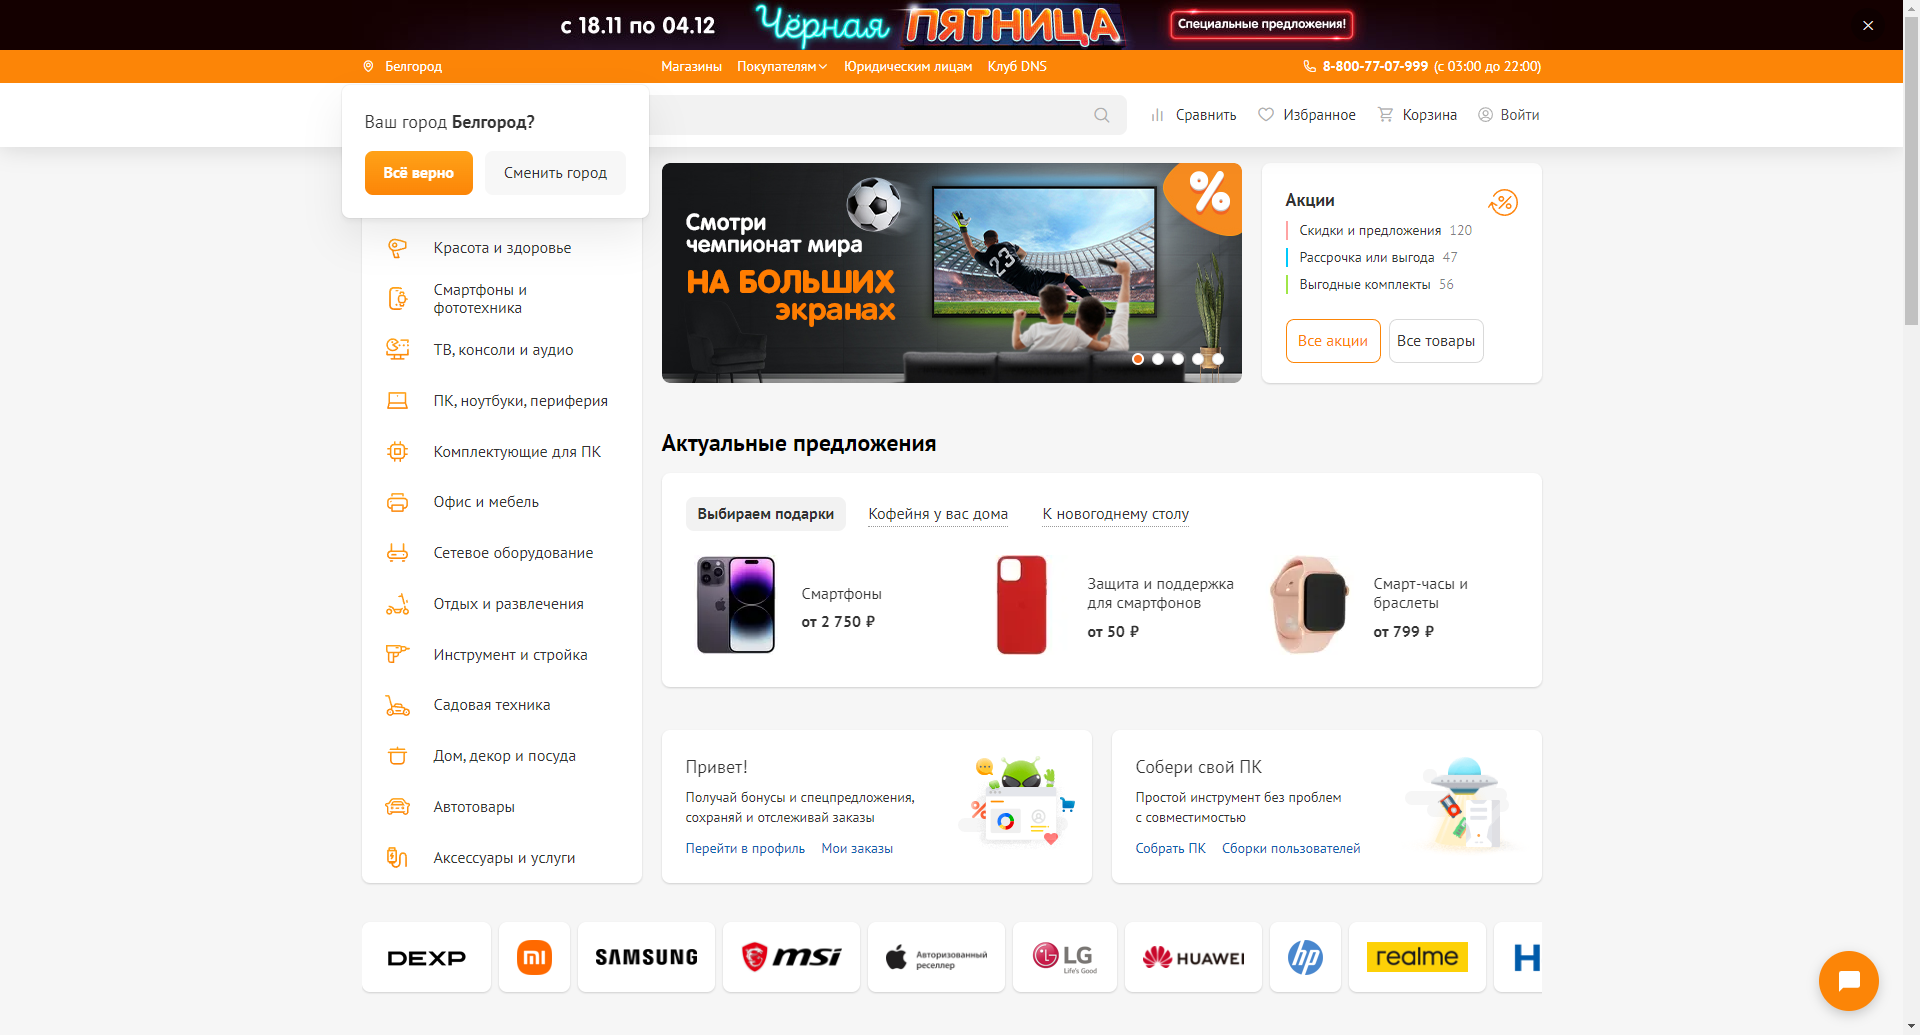 с 18.11 по 04.12
Чёрная ПЯТНИЦА
Специальные предложения!
Белгород
Магазины
Покупателям
Юридическим лицам
Клуб DNS
8-800-77-07-999 (с 03:00 до 22:00)
Ваш город Белгород?
Всё верно
Сменить город
Сравнить
Избранное
Корзина
Войти
Красота и здоровье
Смартфоны и
фототехника
ТВ, консоли и аудио
ПК, ноутбуки, периферия
Комплектующие для ПК
Офис и мебель
Сетевое оборудование
Отдых и развлечения
Инструмент и стройка
Садовая техника
Дом, декор и посуда
Автотовары
Аксессуары и услуги
Смотри
чемпионат мира
НА БОЛЬШИХ
экранах
23
%
Акции
Скидки и предложения 120
Рассрочка или выгода 47
Выгодные комплекты 56
Все акции
Все товары
Актуальные предложения
Выбираем подарки
Кофейня у вас дома
К новогоднему столу
Смартфоны
от 2 750 ₽
Защита и поддержка
для смартфонов
от 50 ₽
Смарт-часы и
браслеты
от 799 ₽
Привет!
Получай бонусы и спецпредложения,
сохраняй и отслеживай заказы
Перейти в профиль
Мои заказы
Собери свой ПК
Простой инструмент без проблем
с совместимостью
Собрать ПК
Сборки пользователей
DEXP
mi
SAMSUNG
msi
Авторизованный
реселлер
LG
Life's Good
HUAWEI
hp
realme
H